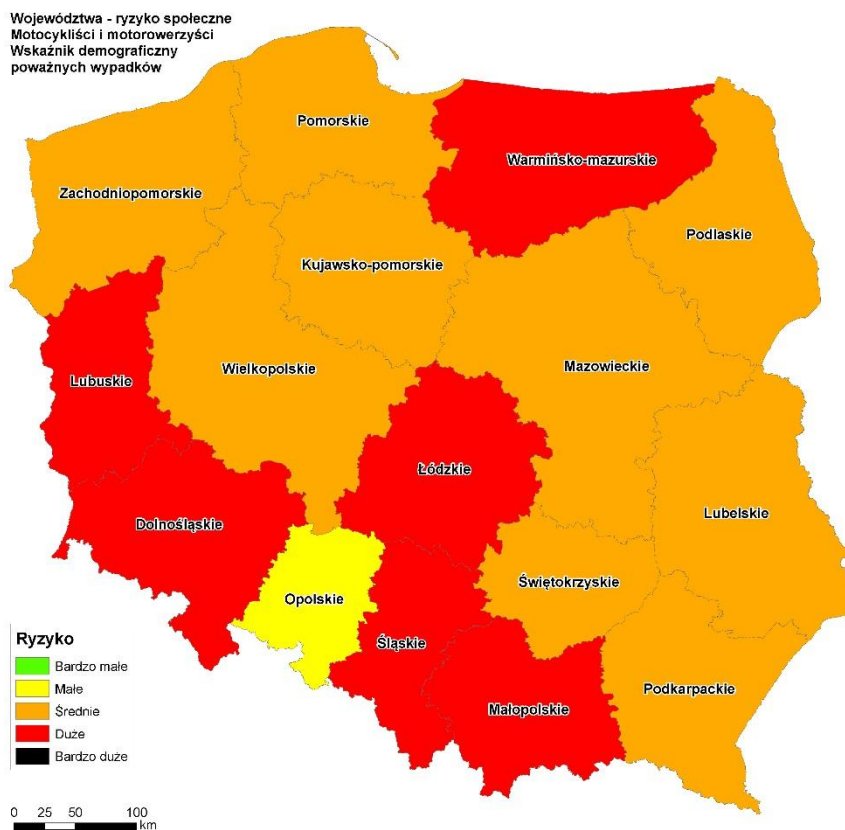 Województwa - ryzyko społeczne
Motocykliści i motorowerzyści
Wskaźnik demograficzny
poważnych wypadków
Pomorskie
Warmińsko-mazurskie
Zachodniopomorskie
Podlaskie
Kujawsko-pomorskie
Mazowieckie
Wielkopolskie
Lubuskie
Łódzkie
Lubelskie
Dolnośląskie
Świętokrzyskie
Opolskie
Śląskie
Podkarpackie
Małopolskie
Ryzyko
Bardzo małe
Małe
Średnie
Duże
Bardzo duże
0 25 50 100
km